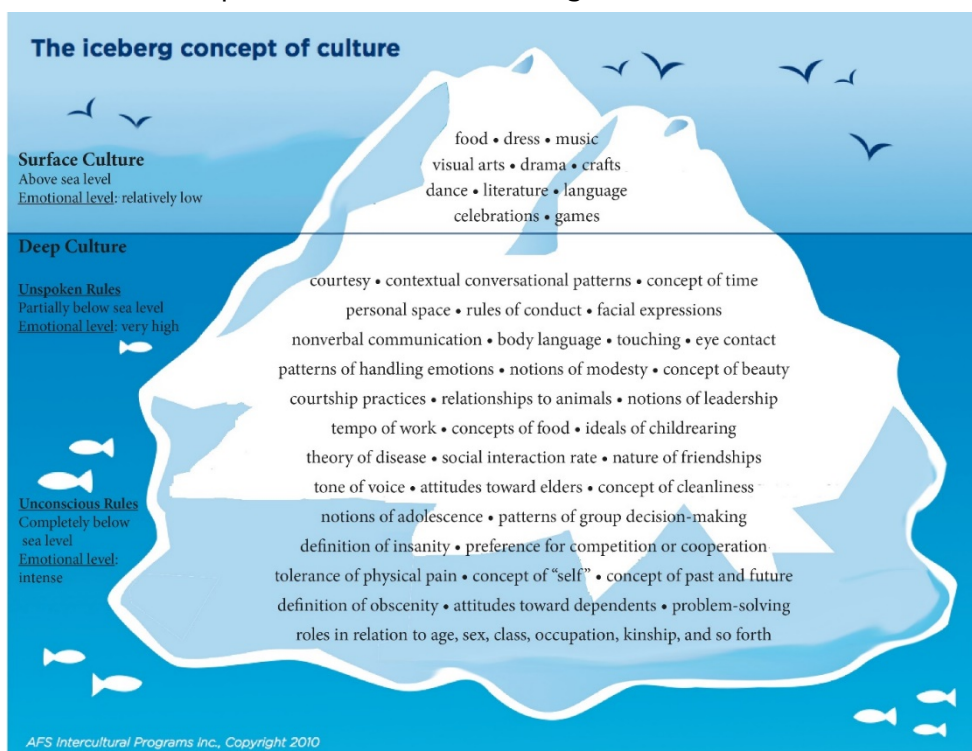 The iceberg concept of culture
food • dress • music
visual arts • drama • crafts
dance • literature • language
celebrations • games
Surface Culture
Above sea level
Emotional level: relatively low
Deep Culture
Unspoken Rules
Partially below sea level
Emotional level: very high
courtesy • contextual conversational patterns • concept of time
personal space • rules of conduct • facial expressions
nonverbal communication • body language • touching • eye contact
patterns of handling emotions • notions of modesty • concept of beauty
courtship practices • relationships to animals • notions of leadership
tempo of work • concepts of food • ideals of childrearing
theory of disease • social interaction rate • nature of friendships
tone of voice • attitudes toward elders • concept of cleanliness
notions of adolescence • patterns of group decision-making
definition of insanity • preference for competition or cooperation
tolerance of physical pain • concept of “self” • concept of past and future
definition of obscenity • attitudes toward dependents • problem-solving
roles in relation to age, sex, class, occupation, kinship, and so forth
Unconscious Rules
Completely below
sea level
Emotional level:
intense
AFS Intercultural Programs Inc., Copyright 2010